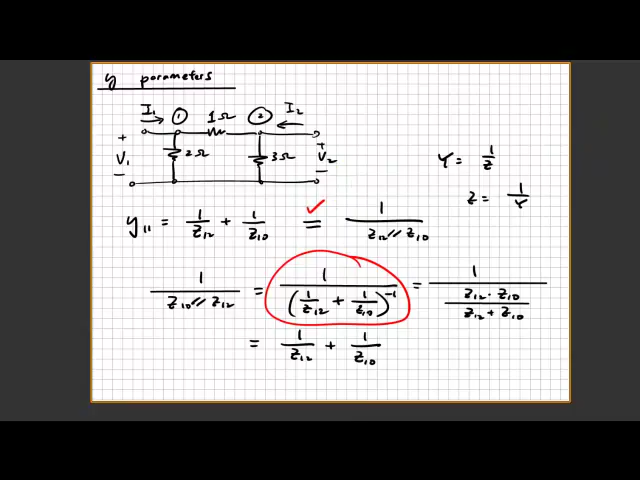 y parameters
I₁ ① 1Ω ② I₂
+ +
V₁ 2Ω 3Ω V₂
− −
Y = 1/Z
Z = 1/Y
y₁₁ = 1/Z₁₂ + 1/Z₁₀ ✓ = 1/(Z₁₂ // Z₁₀)
1/(Z₁₀ // Z₁₂) = 1/(1/Z₁₂ + 1/Z₁₀)⁻¹ = 1/((Z₁₂ · Z₁₀)/(Z₁₂ + Z₁₀))
= 1/Z₁₂ + 1/Z₁₀